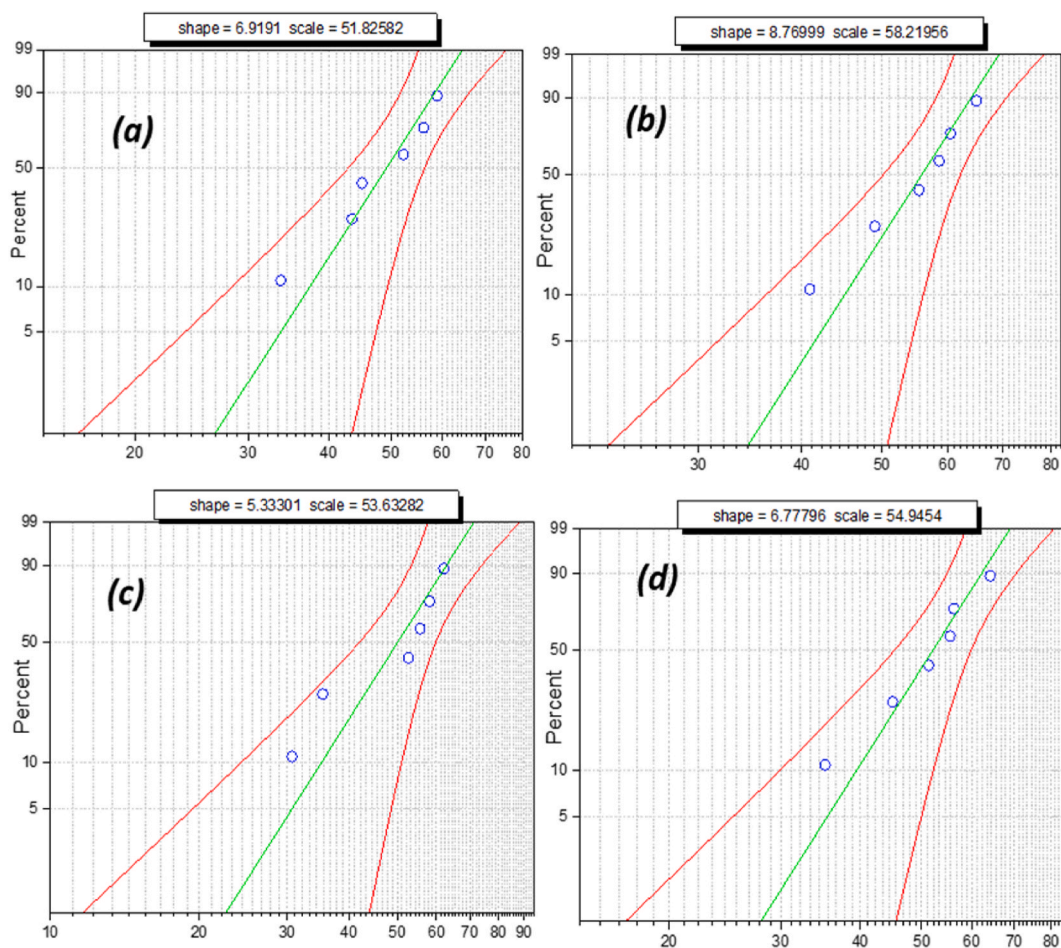 shape = 6.9191 scale = 51.82582
99
90
50
10
5
Percent
(a)
20 30 40 50 60 70 80
shape = 8.76999 scale = 58.21956
99
90
50
10
5
Percent
(b)
30 40 50 60 70 80
shape = 5.33301 scale = 53.63282
99
90
50
10
5
Percent
(c)
10 20 30 40 50 60 70 80 90
shape = 6.77796 scale = 54.9454
99
90
50
10
5
Percent
(d)
20 30 40 50 60 70 80